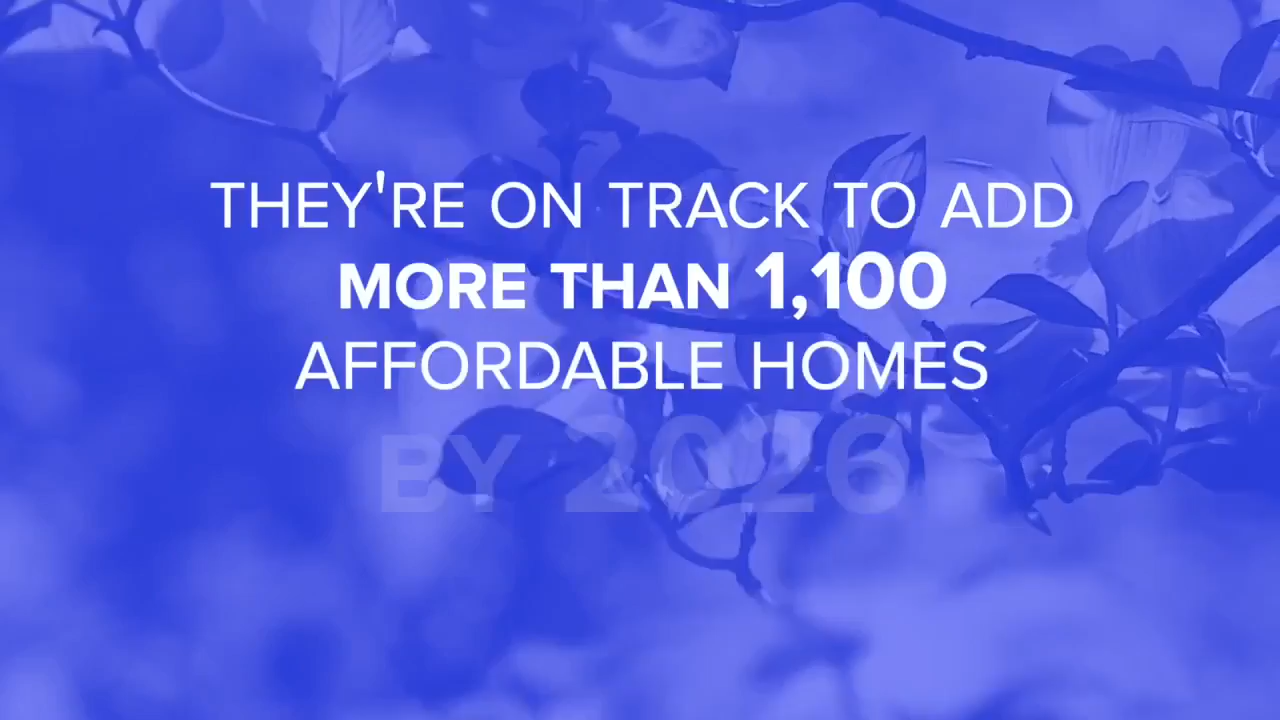 THEY'RE ON TRACK TO ADD
MORE THAN 1,100
AFFORDABLE HOMES
BY 2026